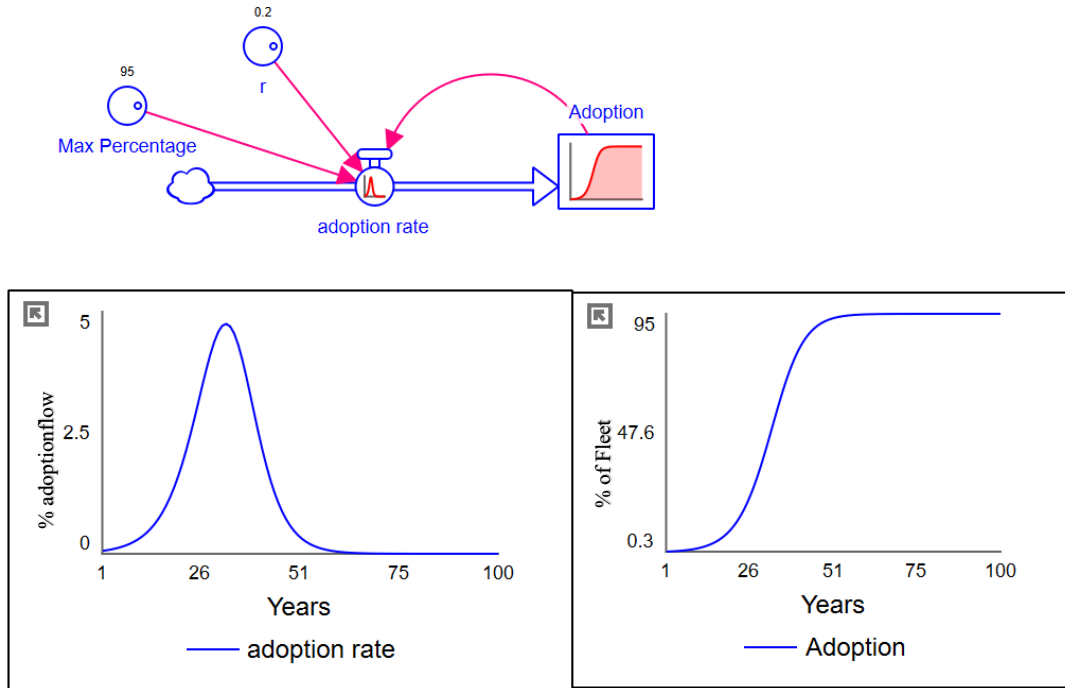 0.2
r
95
Max Percentage
Adoption
adoption rate
5
2.5
0
% adoptionflow
1 26 51 75 100
Years
adoption rate
95
47.6
0.3
% of Fleet
1 26 51 75 100
Years
Adoption